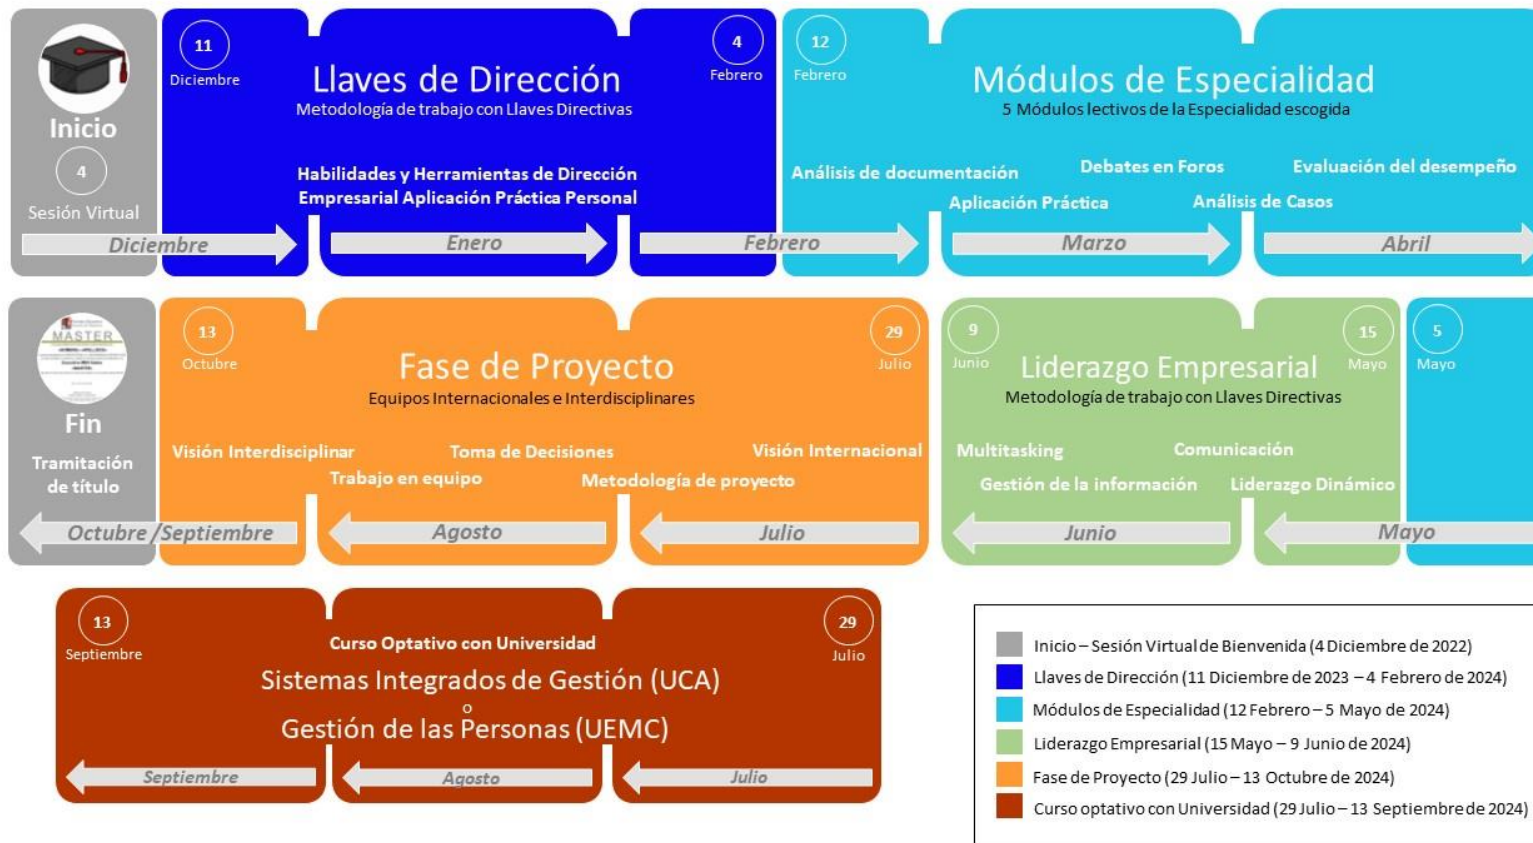 Inicio
4
Sesión Virtual
11
Diciembre
Llaves de Dirección
Metodología de trabajo con Llaves Directivas
4
Febrero
Habilidades y Herramientas de Dirección
Empresarial Aplicación Práctica Personal
12
Febrero
Módulos de Especialidad
5 Módulos lectivos de la Especialidad escogida
Análisis de documentación
Debates en Foros
Evaluación del desempeño
Aplicación Práctica
Análisis de Casos
Diciembre
Enero
Febrero
Marzo
Abril
MASTER
Fin
Tramitación
de título
13
Octubre
Fase de Proyecto
Equipos Internacionales e Interdisciplinares
29
Julio
Visión Interdisciplinar
Toma de Decisiones
Visión Internacional
Trabajo en equipo
Metodología de proyecto
9
Junio
Liderazgo Empresarial
Metodología de trabajo con Llaves Directivas
15
Mayo
5
Mayo
Multitasking
Comunicación
Gestión de la información
Liderazgo Dinámico
Octubre /Septiembre
Agosto
Julio
Junio
Mayo
13
Septiembre
Curso Optativo con Universidad
Sistemas Integrados de Gestión (UCA)
o
Gestión de las Personas (UEMC)
29
Julio
Septiembre
Agosto
Julio
Inicio – Sesión Virtual de Bienvenida (4 Diciembre de 2022)
Llaves de Dirección (11 Diciembre de 2023 – 4 Febrero de 2024)
Módulos de Especialidad (12 Febrero – 5 Mayo de 2024)
Liderazgo Empresarial (15 Mayo – 9 Junio de 2024)
Fase de Proyecto (29 Julio – 13 Octubre de 2024)
Curso optativo con Universidad (29 Julio – 13 Septiembre de 2024)